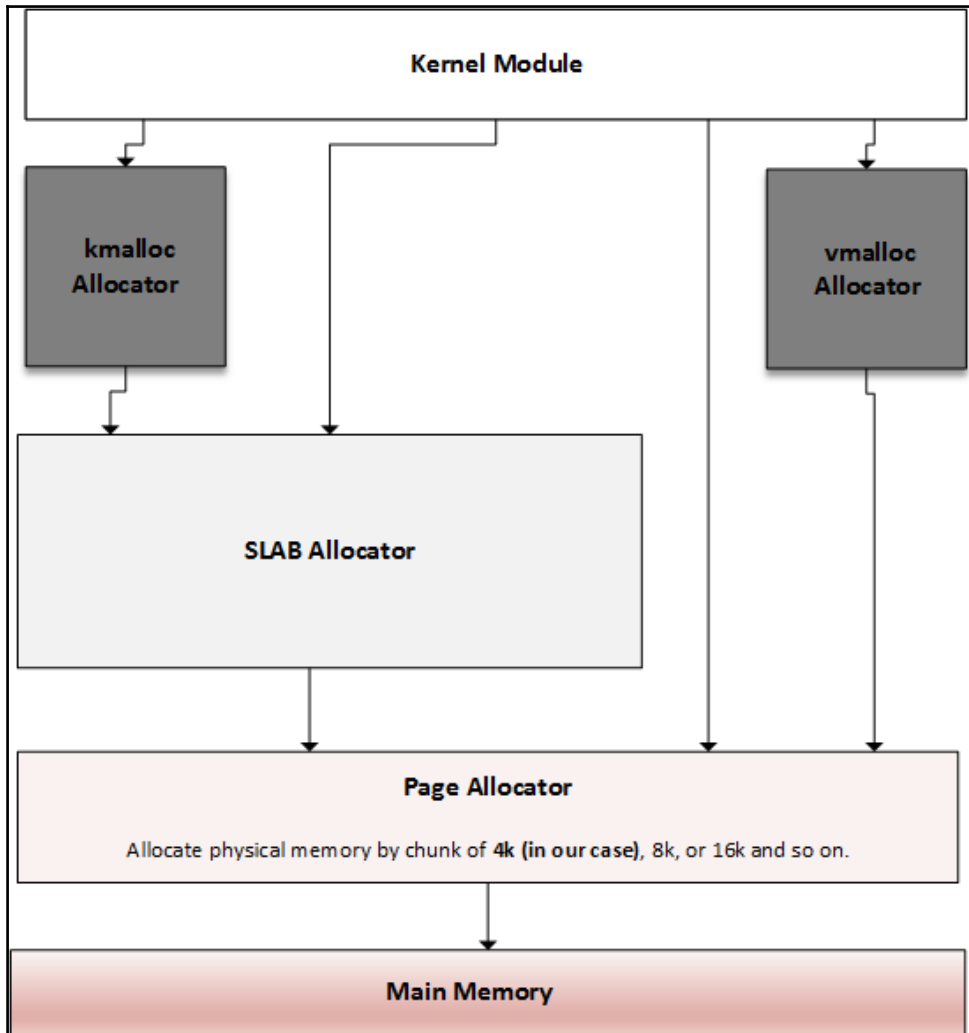 Kernel Module
kmalloc
Allocator
vmalloc
Allocator
SLAB Allocator
Page Allocator
Allocate physical memory by chunk of 4k (in our case), 8k, or 16k and so on.
Main Memory